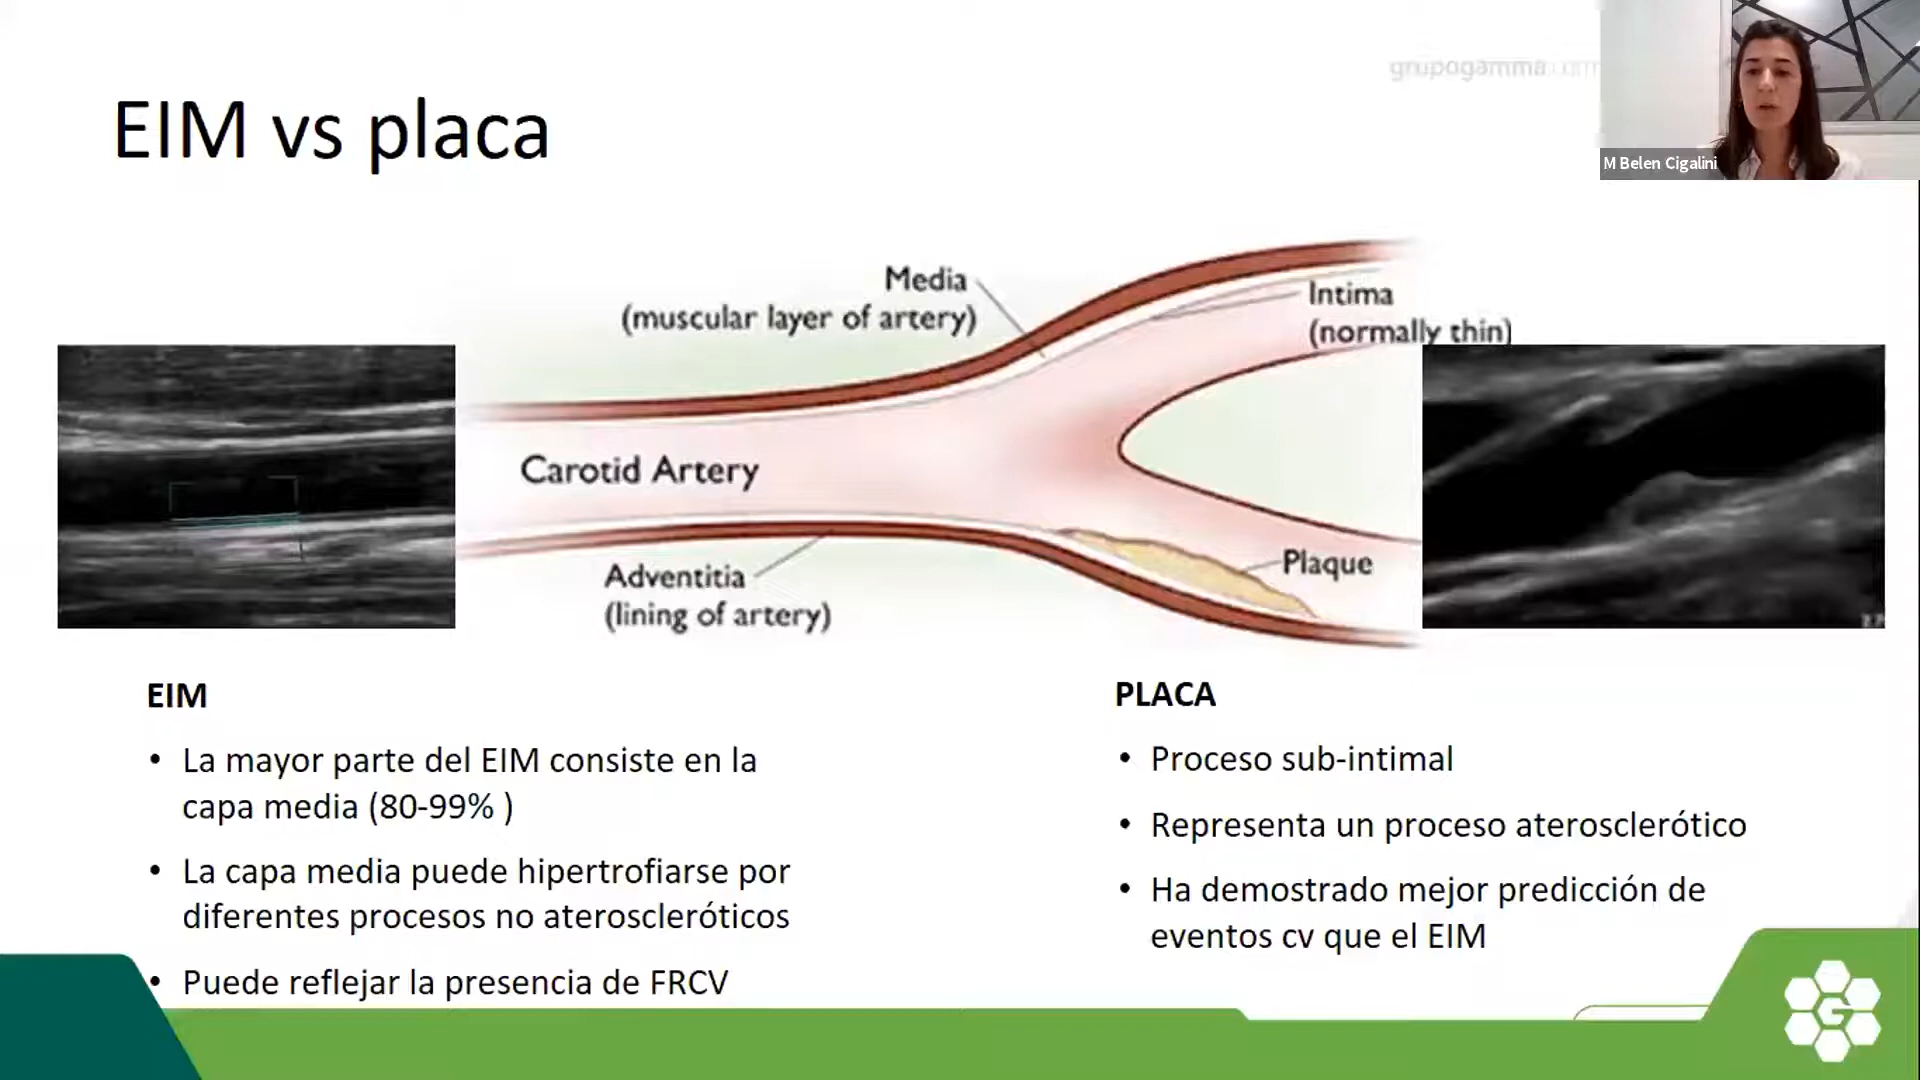 grupogamma.com
M Belen Cigalini
EIM vs placa
Media
(muscular layer of artery)
Intima
(normally thin)
Carotid Artery
Adventitia
(lining of artery)
Plaque
EIM
• La mayor parte del EIM consiste en la
capa media (80-99% )
• La capa media puede hipertrofiarse por
diferentes procesos no ateroscleróticos
• Puede reflejar la presencia de FRCV
PLACA
• Proceso sub-intimal
• Representa un proceso aterosclerótico
• Ha demostrado mejor predicción de
eventos cv que el EIM
G